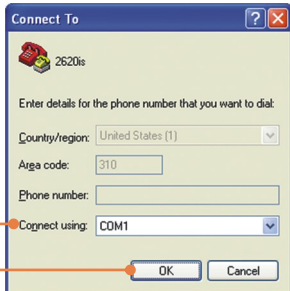 Connect To
2620is
Enter details for the phone number that you want to dial:
Country/region: United States (1)
Area code: 310
Phone number:
Connect using: COM1
OK Cancel